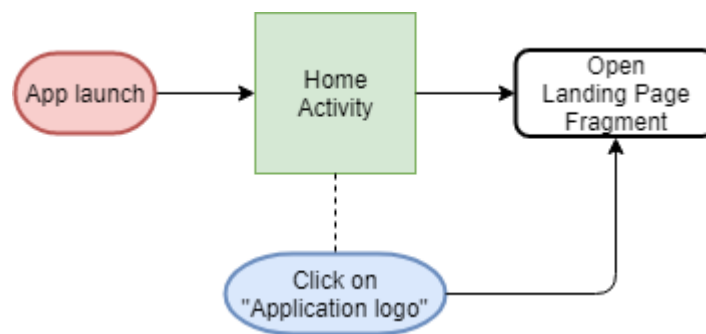 App launch
Home
Activity
Open
Landing Page
Fragment
Click on
"Application logo"